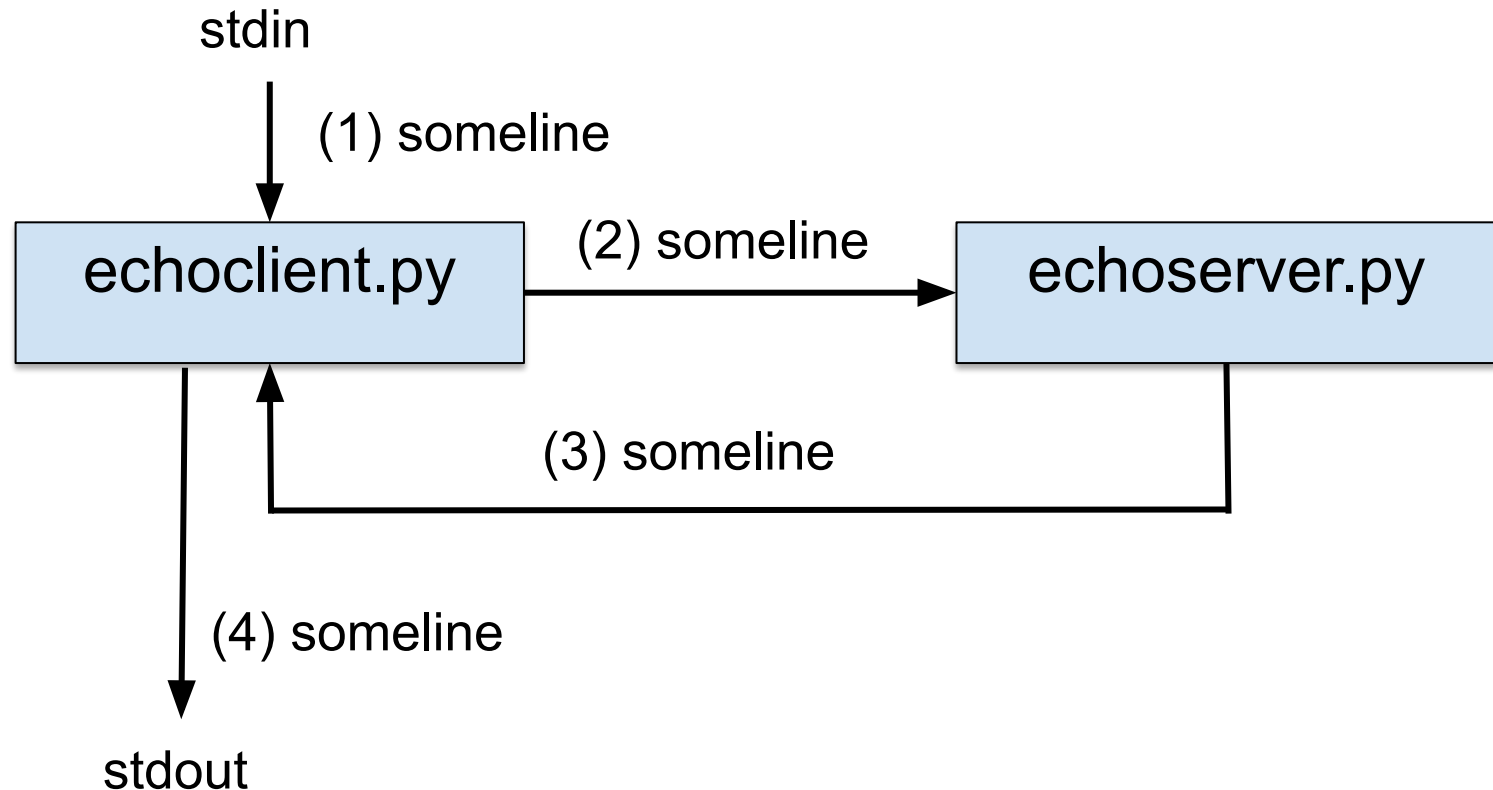 stdin
(1) someline
echoclient.py
(2) someline
echoserver.py
(3) someline
(4) someline
stdout